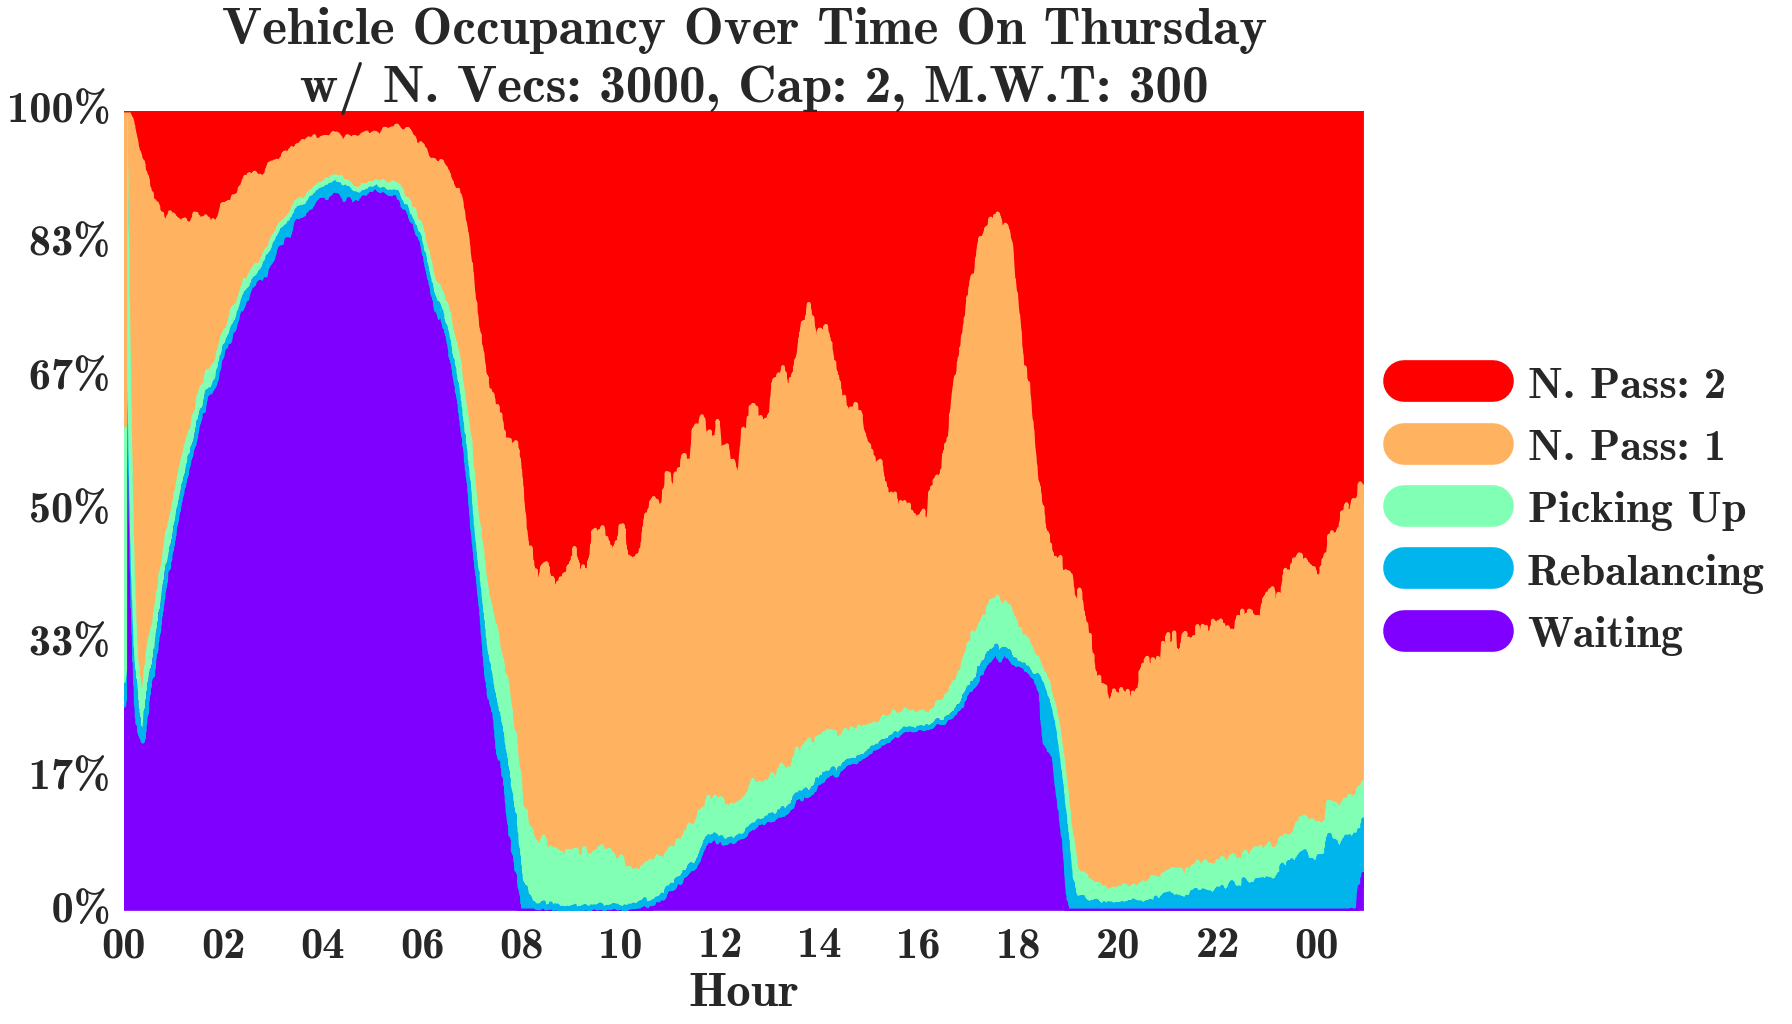 Vehicle Occupancy Over Time On Thursday
w/ N. Vecs: 3000, Cap: 2, M.W.T: 300
100%
83%
67%
50%
33%
17%
0%
00 02 04 06 08 10 12 14 16 18 20 22 00
Hour
N. Pass: 2
N. Pass: 1
Picking Up
Rebalancing
Waiting